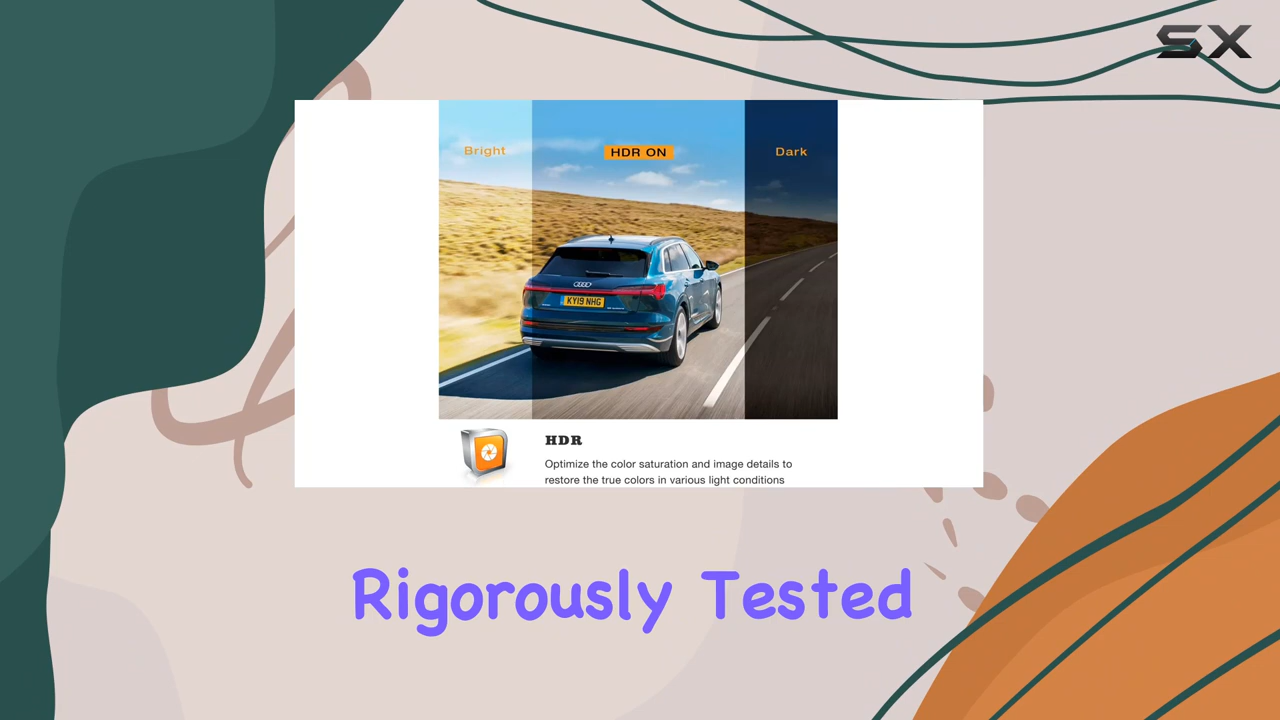 SX
Bright
HDR ON
Dark
KY19 NHG
HDR
Optimize the color saturation and image details to
restore the true colors in various light conditions
Rigorously Tested